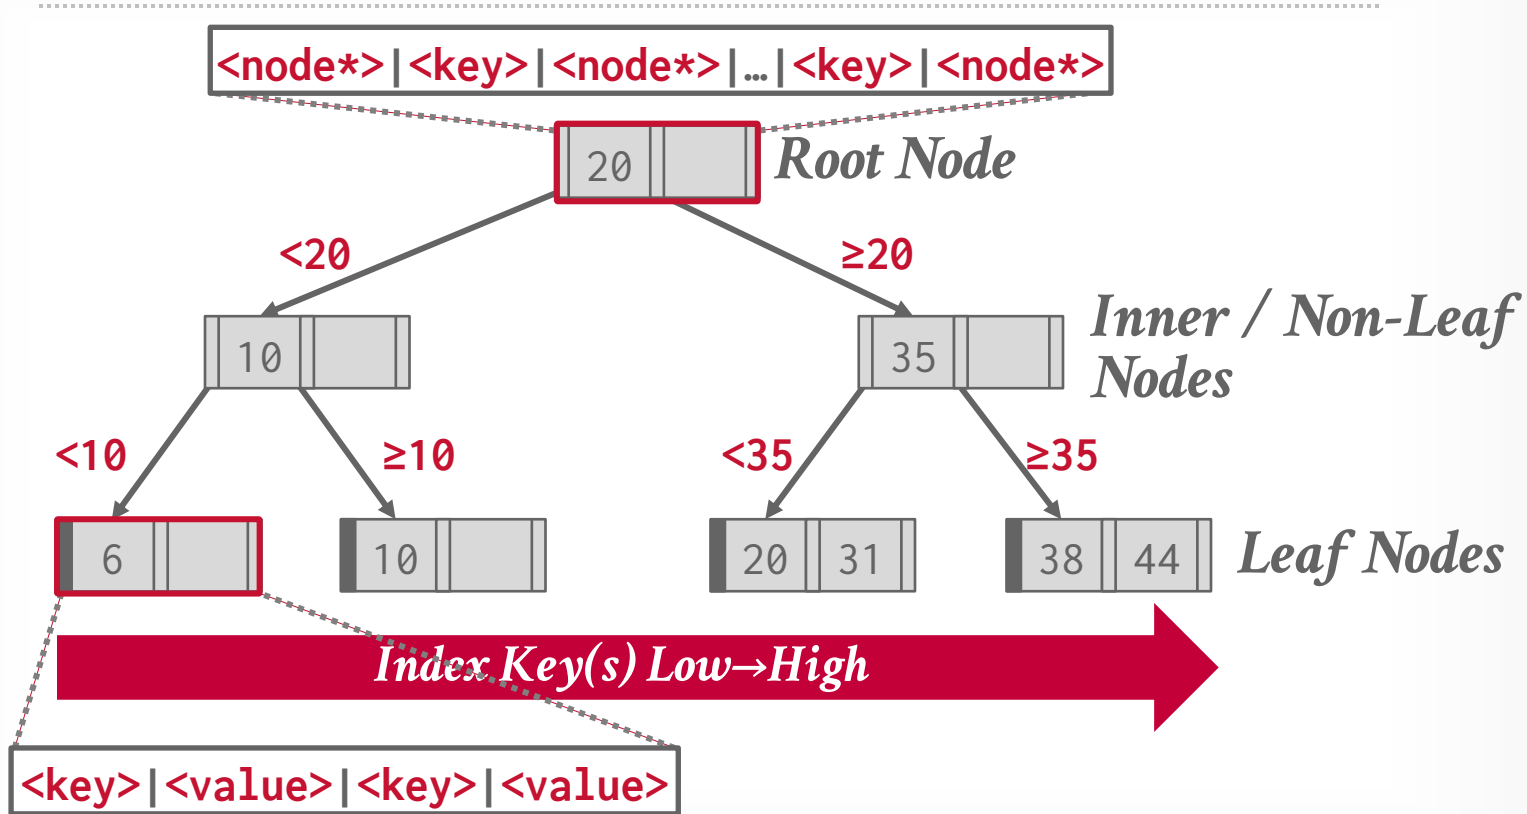 <node*>|<key>|<node*>|…|<key>|<node*>
20
Root Node
<20
≥20
10
35
Inner / Non-Leaf
Nodes
<10
≥10
<35
≥35
6
10
20 31
38 44
Leaf Nodes
Index Key(s) Low→High
<key>|<value>|<key>|<value>